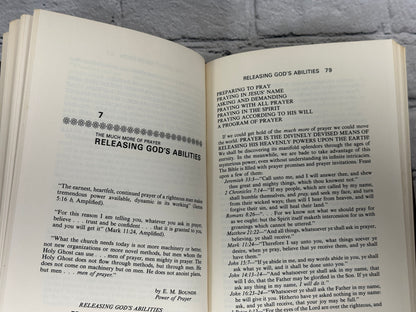 7
THE MUCH MORE OF PRAYER
RELEASING GOD'S ABILITIES
"The earnest, heartfelt, continued prayer of a righteous man makes
tremendous power available, dynamic in its working" (James
5:16 B. Amplified).
"For this reason I am telling you, whatever you ask in prayer,
believe . . . trust and be confident . . . that it is granted to you, and
you will (get it)" (Mark 11:24, Amplified).
"What the church needs today is not more machinery or better,
not new organizations or more novel methods, but men whom the
Holy Ghost can use . . . men of prayer, men mighty in prayer. The
Holy Ghost does not flow through methods, but through men. He
does not come on machinery but on men. He does not anoint plans
but men . . . men of prayer."
by E. M. BOUNDS
Power of Prayer
RELEASING GOD'S ABILITIES
RELEASING GOD'S ABILITIES 79
PREPARING TO PRAY
PRAYING IN JESUS' NAME
ASKING AND DEMANDING
PRAYING WITH ALL PRAYER
PRAYING IN THE SPIRIT
PRAYING ACCORDING TO HIS WILL
A PROGRAM OF PRAYER
If we could get hold of the much more of prayer we could move
the world. PRAYER IS THE DIVINELY DEVISED MEANS OF
RELEASING HIS HEAVENLY POWERS UPON THE EARTH!
We shall be discovering its manifold splendors through the ages of
eternity. Meanwhile, we are bade to take advantage of this
mysterious power, even without understanding its infinite intricacies.
The Bible is filled with prayer promises and prayer invitations. Feast
upon a few of them:
Jeremiah 33:3—"Call unto me, and I will answer thee, and shew
thee great and mighty things, which thou knowest not."
2 Chronicles 7:14—"If my people, which are called by my name,
shall humble themselves, and pray, and seek my face, and turn
from their wicked ways; then will I hear from heaven, and will
forgive their sin, and will heal their land."
Romans 8:26— . . . For we know not what we should pray for
as we ought: but the Spirit itself maketh intercession for us with
groanings which cannot be uttered."
Matthew 21:22—"And all things, whatsoever ye shall ask in prayer,
believing, ye shall receive."
Mark 11:24—"Therefore I say unto you, What things soever ye
desire, when ye pray, believe that ye receive them, and ye shall
have them."
John 15:7—"If ye abide in me, and my words abide in you, ye shall
ask what ye will, and it shall be done unto you."
John 14:13-14—"And whatsoever ye shall ask in my name, that
will I do, that the Father may be glorified in the Son. If ye shall
ask any thing in my name, I will do it."
John 16:23-24—"Whatsoever ye shall ask the Father in my name,
he will give it you. Hitherto have ye asked nothing in my name:
ask, and ye shall receive, that your joy may be full."
"For the eyes of the Lord are over the righteous, and